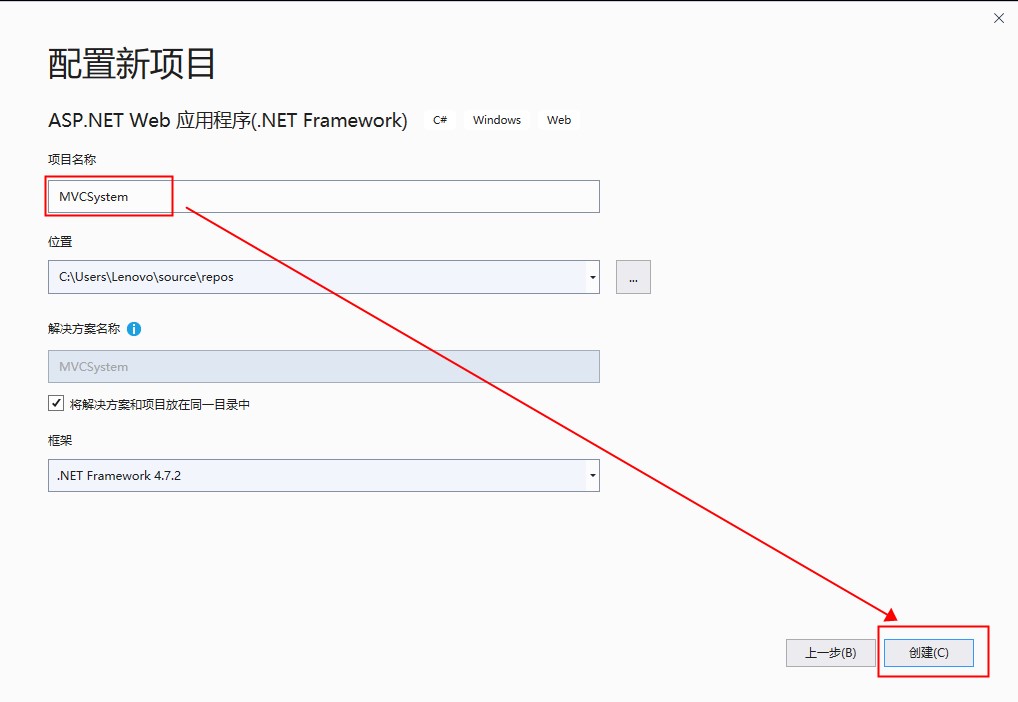 配置新项目
ASP.NET Web 应用程序(.NET Framework) C# Windows Web
项目名称
MVCSystem
位置
C:\Users\Lenovo\source\repos
...
解决方案名称
MVCSystem
将解决方案和项目放在同一目录中
框架
.NET Framework 4.7.2
上一步(B) 创建(C)